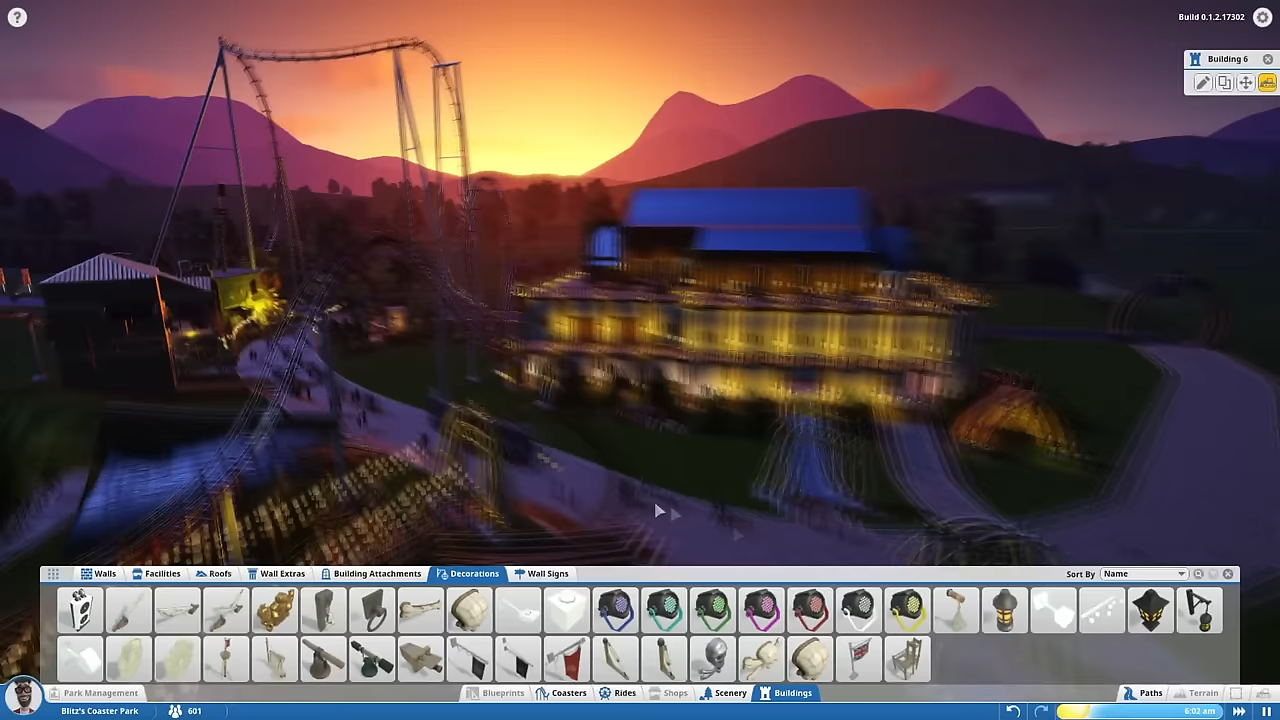 ?
Build 0.1.2.17302
Building 6
Walls Facilities Roofs Wall Extras Building Attachments Decorations Wall Signs Sort By Name
Park Management Blueprints Coasters Rides Shops Scenery Buildings Paths Terrain
Blitz's Coaster Park 601 6:02 am